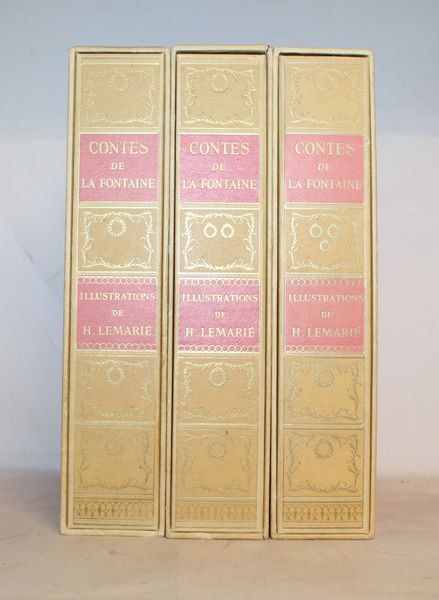 CONTES
DE
LA FONTAINE
ILLUSTRATIONS
DE
H. LEMARIÉ
CONTES
DE
LA FONTAINE
ILLUSTRATIONS
DE
H. LEMARIÉ
CONTES
DE
LA FONTAINE
ILLUSTRATIONS
DE
H. LEMARIÉ